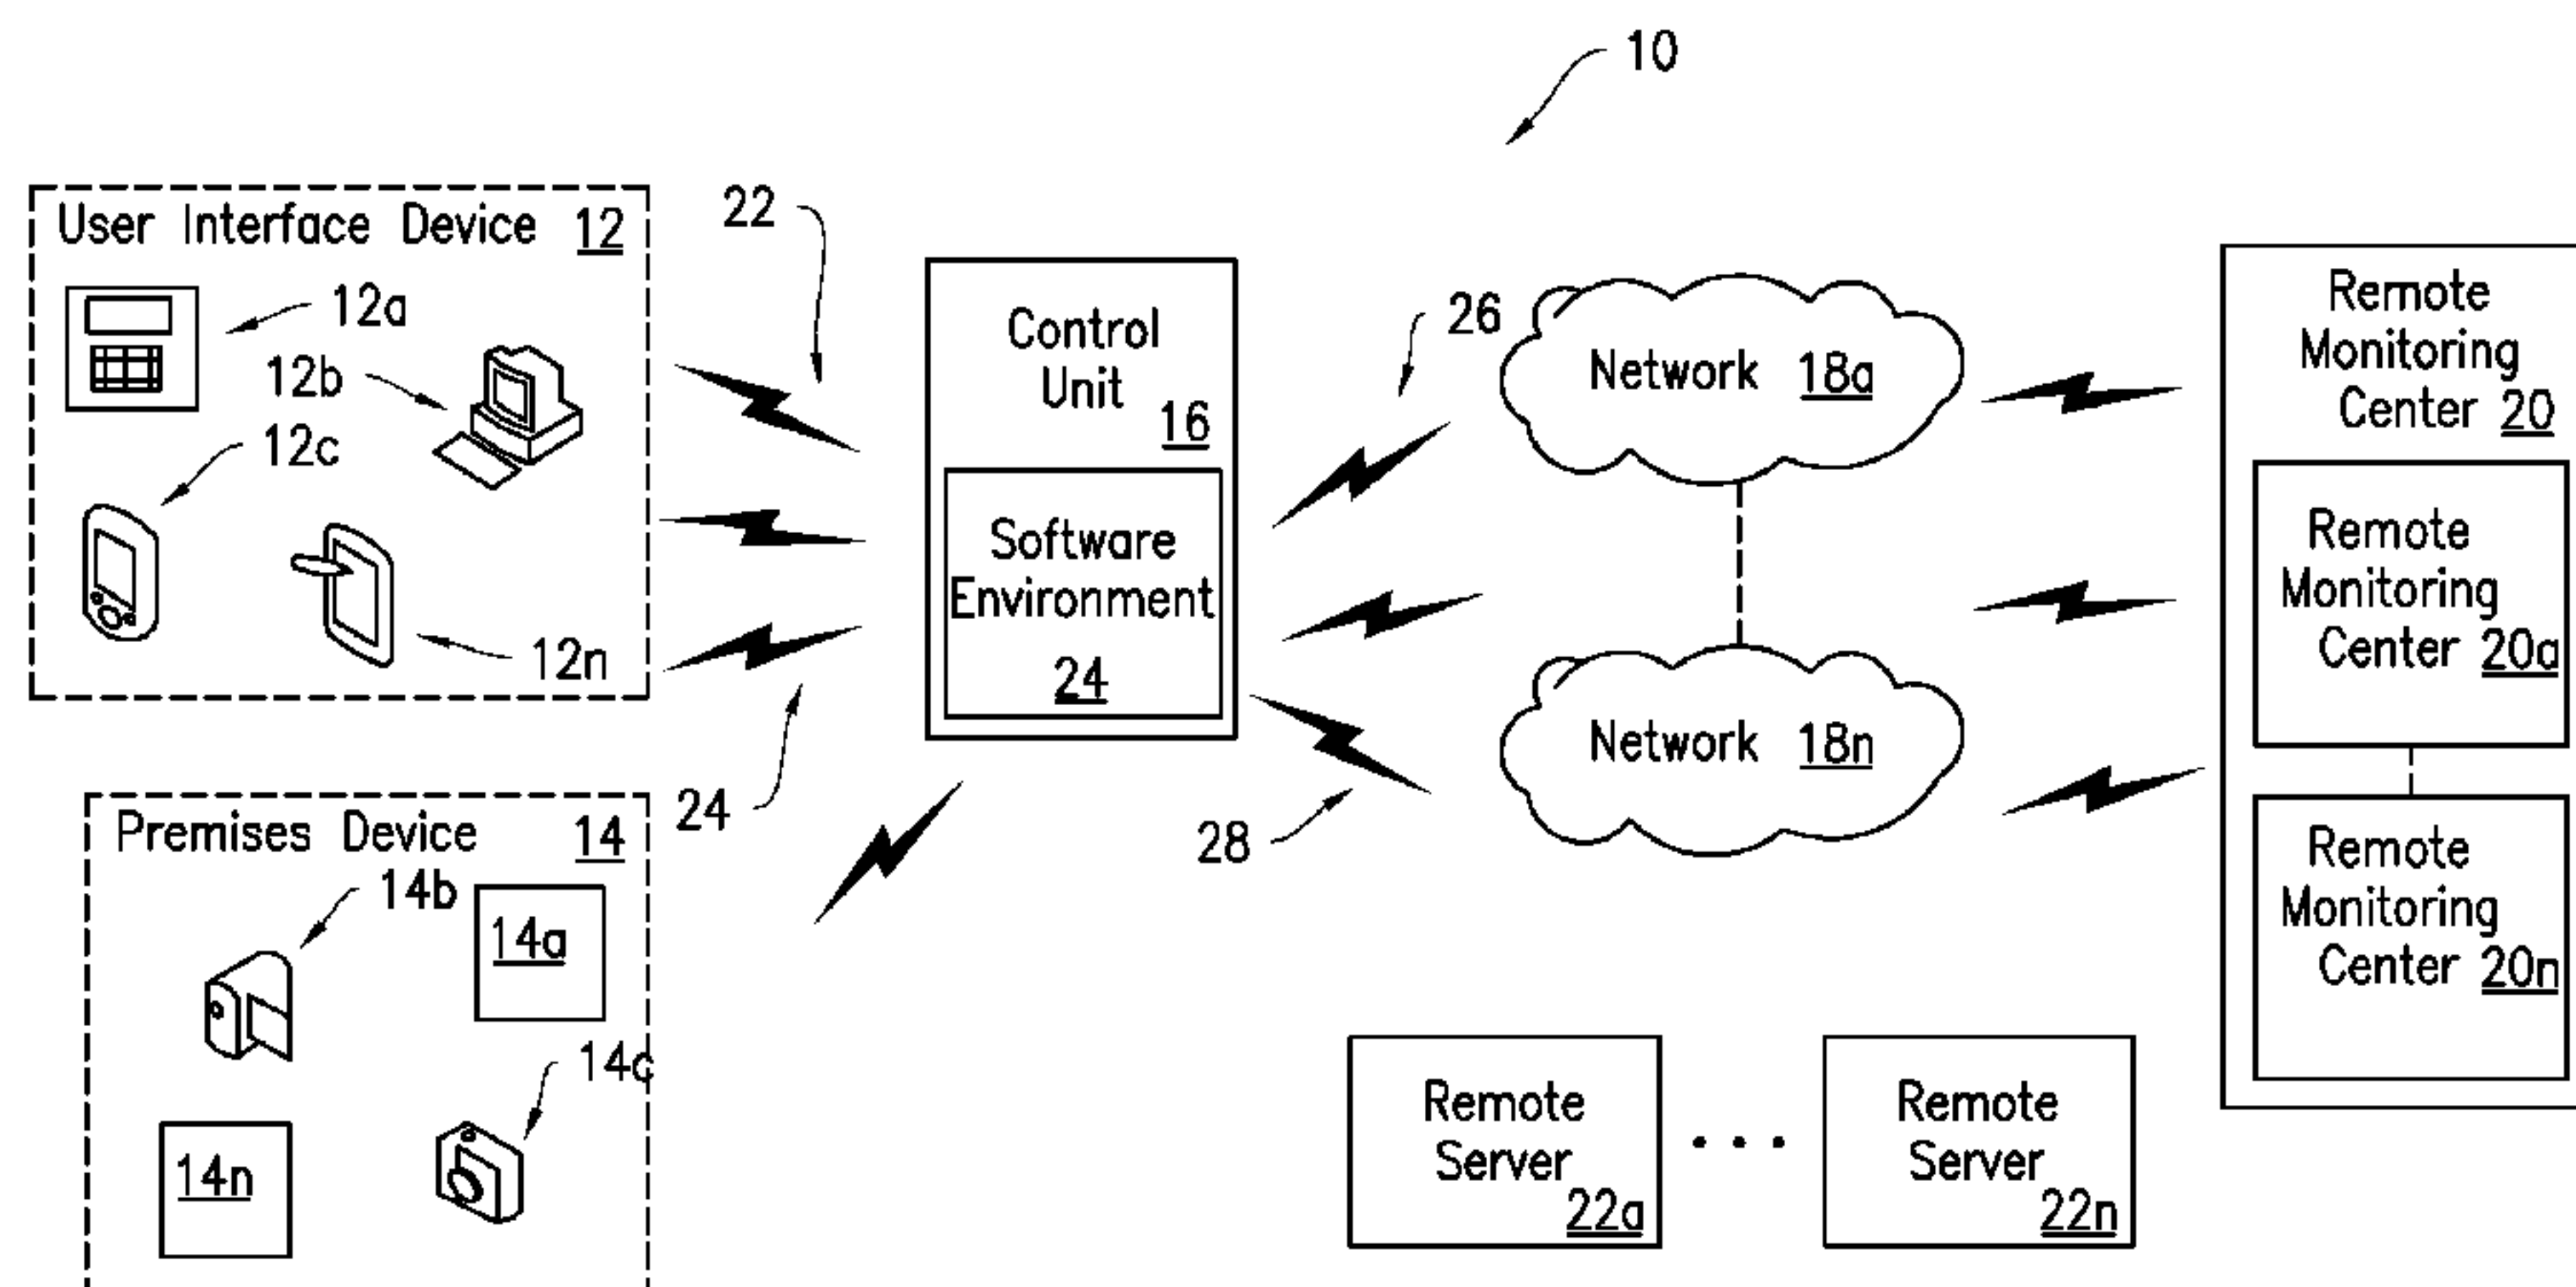 10
User Interface Device 12
12a
12b
12c
12n
22
24
Premises Device 14
14b
14a
14c
14n
Control
Unit
16
Software
Environment
24
26
28
Network 18a
Network 18n
Remote
Monitoring
Center 20
Remote
Monitoring
Center 20a
Remote
Monitoring
Center 20n
Remote
Server
22a
Remote
Server
22n